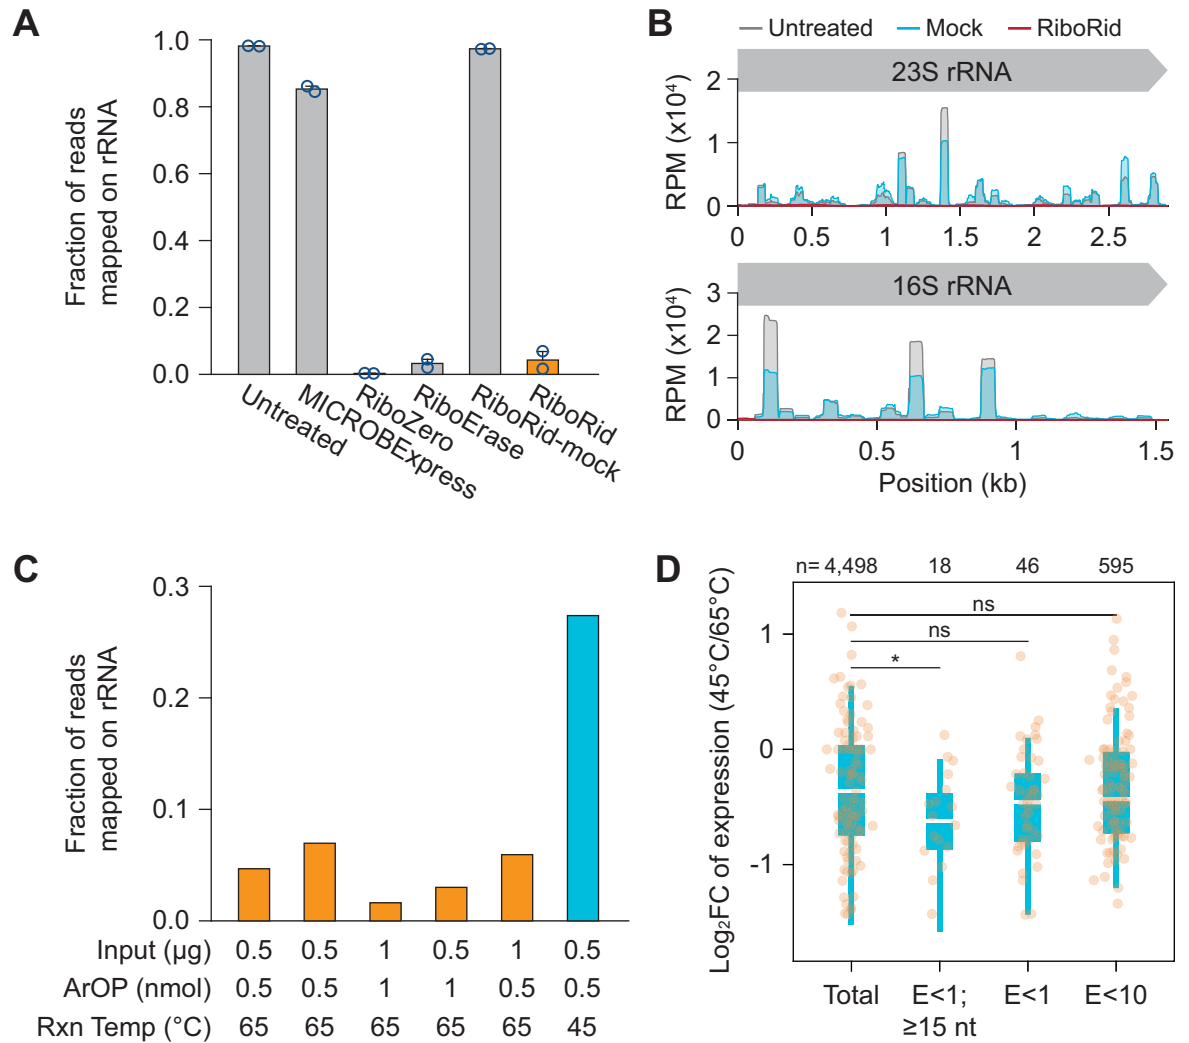 A
Fraction of reads
mapped on rRNA
1.0
0.8
0.6
0.4
0.2
0.0
Untreated
MICROBExpress
RiboZero
RiboErase
RiboRid-mock
RiboRid
B
Untreated Mock RiboRid
23S rRNA
RPM (x10⁴)
2
1
0
0 0.5 1 1.5 2 2.5
16S rRNA
RPM (x10⁴)
3
2
1
0
0 0.5 1 1.5
Position (kb)
C
Fraction of reads
mapped on rRNA
0.3
0.2
0.1
0.0
Input (µg) 0.5 0.5 1 0.5 1 0.5
ArOP (nmol) 0.5 0.5 1 1 0.5 0.5
Rxn Temp (°C) 65 65 65 65 65 45
D
n= 4,498 18 46 595
Log₂FC of expression (45°C/65°C)
ns
ns
*
1
0
-1
Total E<1; E<1 E<10
≥15 nt